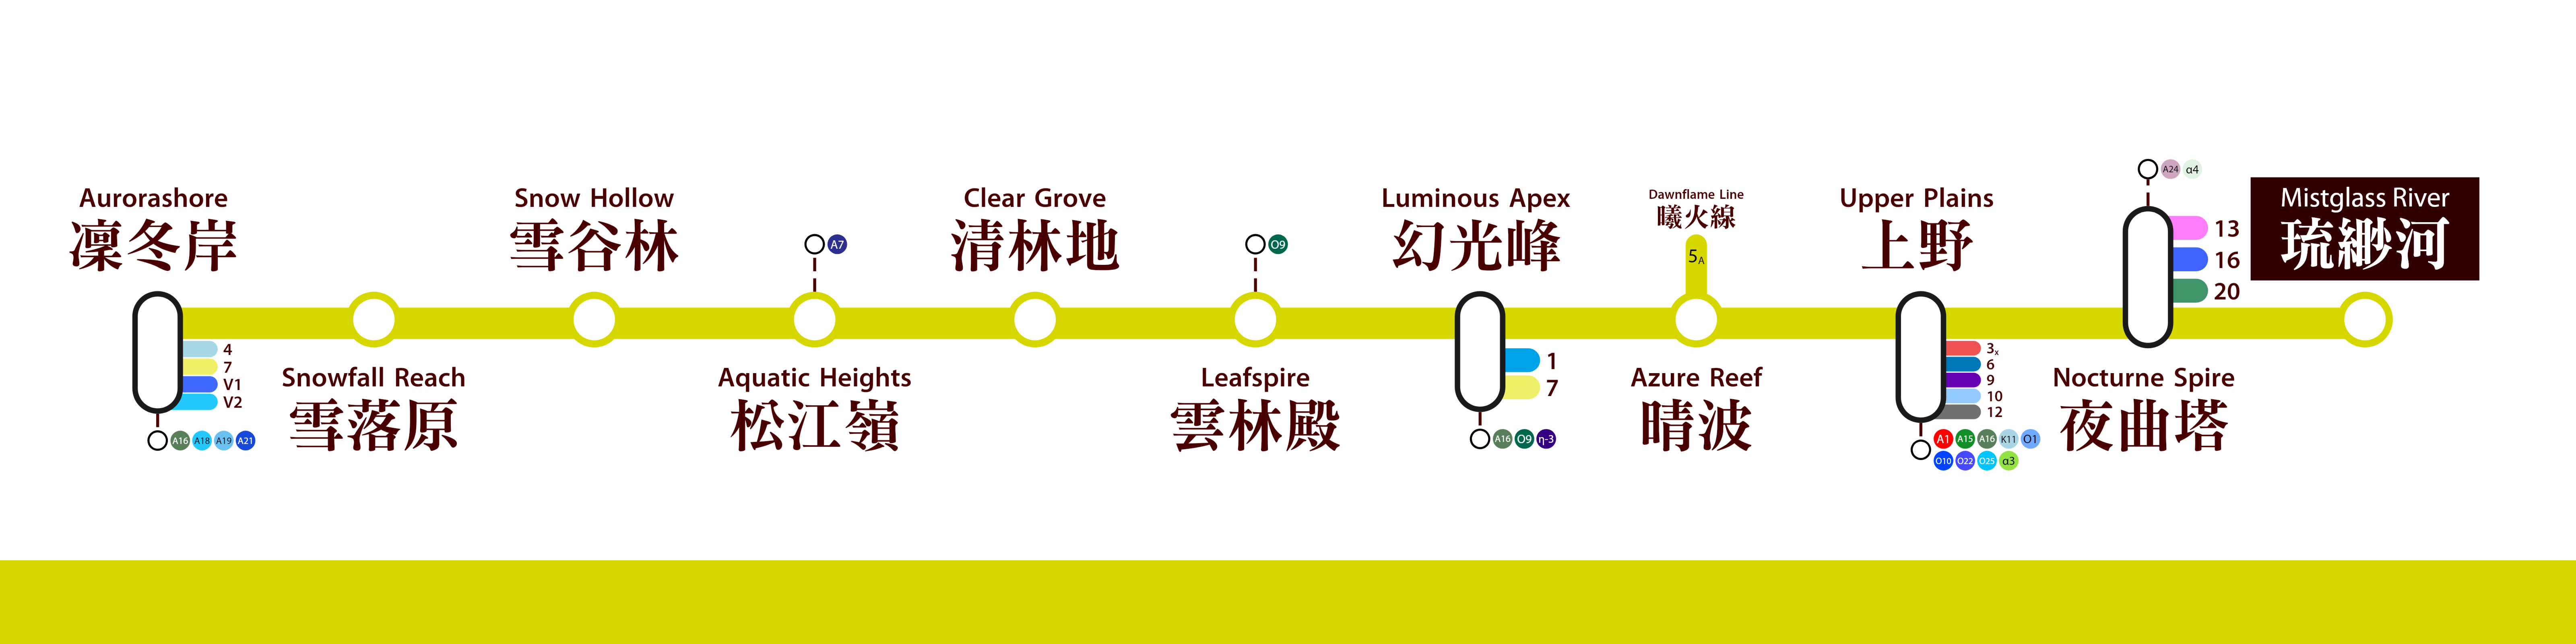 Aurorashore
凜冬岸
4
7
V1
V2
A16 A18 A19 A21
Snowfall Reach
雪落原
Snow Hollow
雪谷林
A7
Aquatic Heights
松江嶺
Clear Grove
清林地
O9
Leafspire
雲林殿
Luminous Apex
幻光峰
1
7
A16 O9 η-3
Dawnflame Line
曦火線
5A
Azure Reef
晴波
Upper Plains
上野
3x
6
9
10
12
A1 A15 A16 K11 O1
O10 O22 O25 α3
A24 α4
13
16
20
Nocturne Spire
夜曲塔
Mistglass River
琉緲河